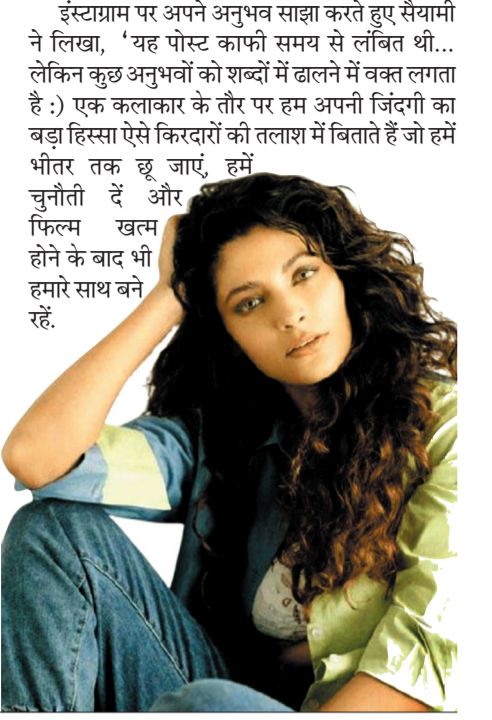 इंस्टाग्राम पर अपने अनुभव साझा करते हुए सैयामी
ने लिखा, ‘यह पोस्ट काफी समय से लंबित थी...
लेकिन कुछ अनुभवों को शब्दों में ढालने में वक्त लगता
है :) एक कलाकार के तौर पर हम अपनी जिंदगी का
बड़ा हिस्सा ऐसे किरदारों की तलाश में बिताते हैं जो हमें
भीतर तक छू जाएं, हमें
चुनौती दें और
फिल्म खत्म
होने के बाद भी
हमारे साथ बने
रहें.